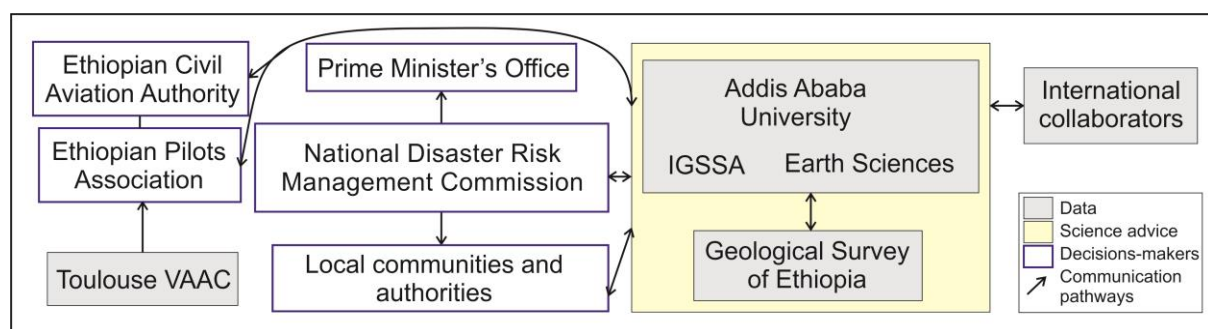 Ethiopian Civil
Aviation Authority
Ethiopian Pilots
Association
Toulouse VAAC
Prime Minister's Office
National Disaster Risk
Management Commission
Local communities and
authorities
Addis Ababa
University
IGSSA
Earth Sciences
Geological Survey
of Ethiopia
International
collaborators
Data
Science advice
Decisions-makers
Communication
pathways